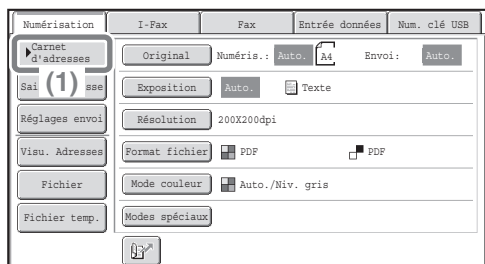 Numérisation I-Fax Fax Entrée données Num. clé USB
Carnet
d'adresses
Original Numéris.: Auto. A4 Envoi: Auto.
(1)
Sai sse
Exposition Auto. Texte
Réglages envoi Résolution 200X200dpi
Visu. Adresses Format fichier PDF PDF
Fichier Mode couleur Auto./Niv. gris
Fichier temp. Modes spéciaux